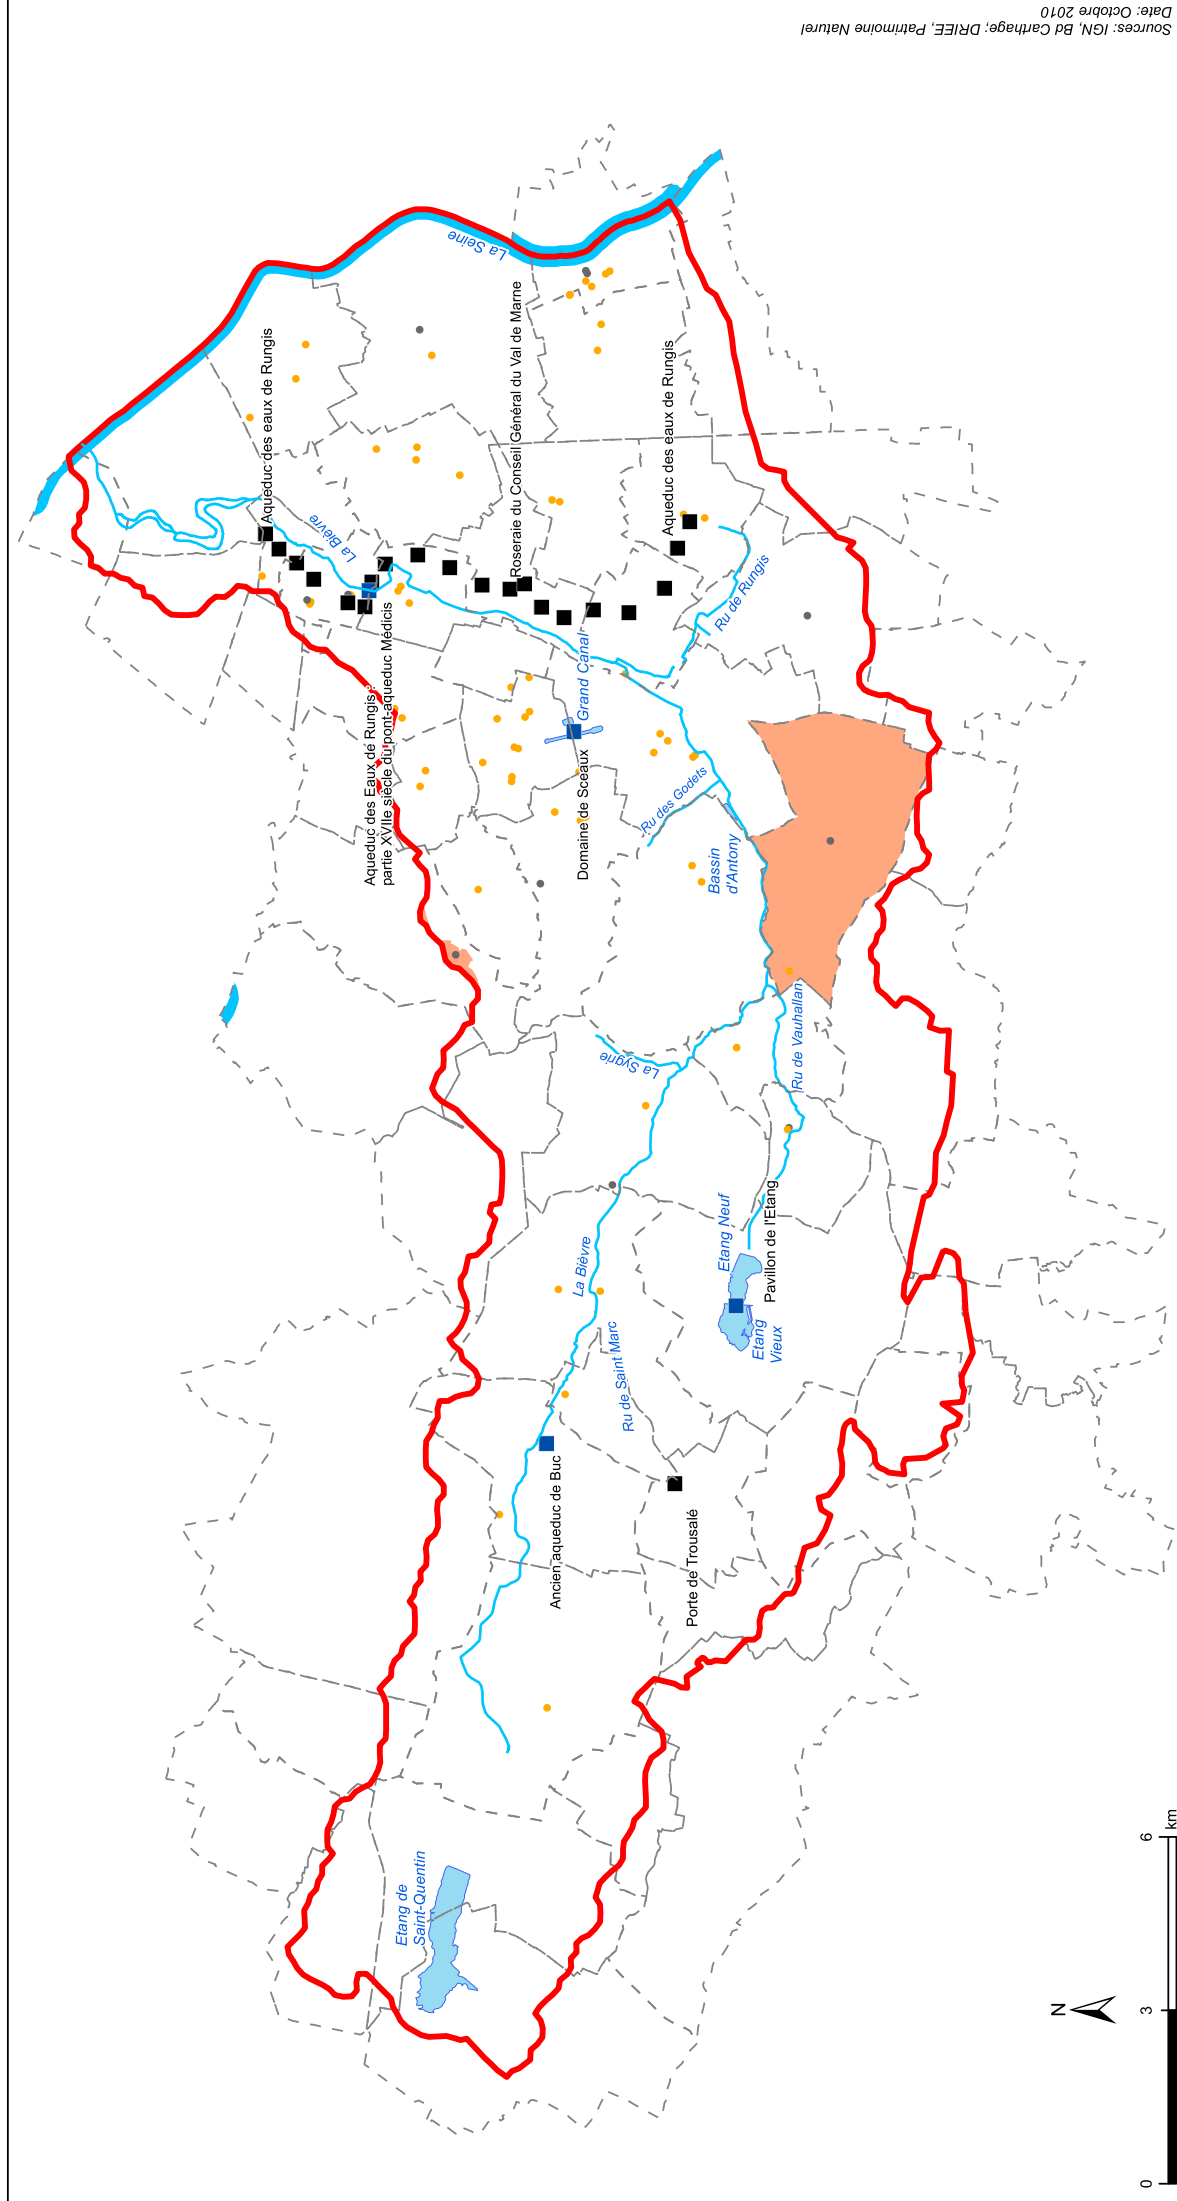 Sources: IGN, Bd Carthage; DRIEE, Patrimoine Naturel
Date: Octobre 2010
La Seine
Aqueduc des eaux de Rungis
La Bièvre
Roseraie du Conseil Général du Val de Marne
Aqueduc des eaux de Rungis
Ru de Rungis
Aqueduc des Eaux de Rungis :
partie XVIIe siècle du pont-aqueduc Médicis
Grand Canal
Domaine de Sceaux
Ru des Godets
Bassin
d'Antony
La Sygrie
Ru de Vauhallan
Etang Neuf
Pavillon de l'Etang
Etang
Vieux
La Bièvre
Ru de Saint Marc
Ancien aqueduc de Buc
Porte de Trousalé
Etang de
Saint-Quentin
N
0
3
6
km